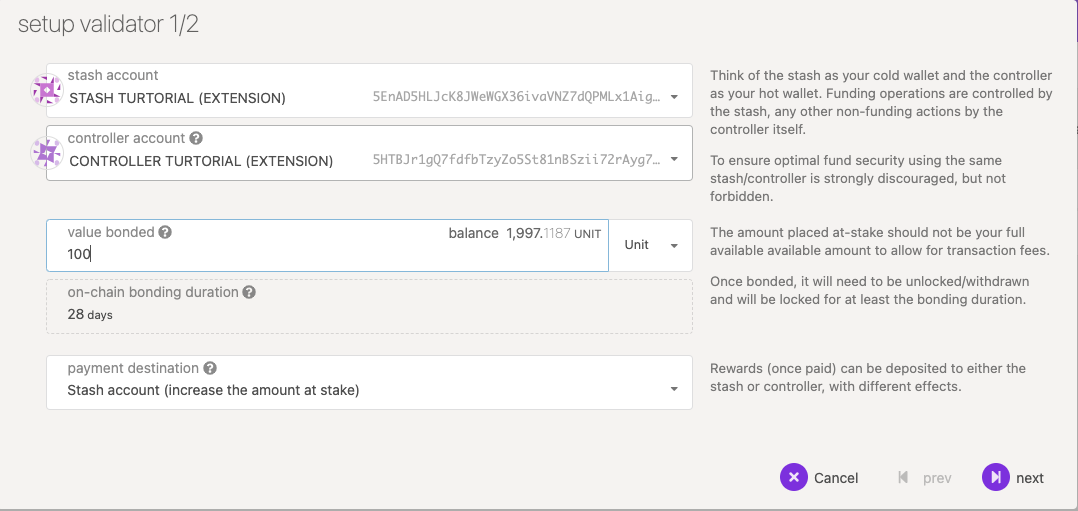 setup validator 1/2
stash account
STASH TURTORIAL (EXTENSION)
5EnAD5HLJcK8JWeWGX36ivaVNZ7dQPMLx1Aig…
controller account
CONTROLLER TURTORIAL (EXTENSION)
5HTBJr1gQ7fdfbTzyZo5St81nBSzii72rAyg7…
Think of the stash as your cold wallet and the controller
as your hot wallet. Funding operations are controlled by
the stash, any other non-funding actions by the
controller itself.
To ensure optimal fund security using the same
stash/controller is strongly discouraged, but not
forbidden.
value bonded
balance 1,997.1187 UNIT
100
Unit
on-chain bonding duration
28 days
The amount placed at-stake should not be your full
available available amount to allow for transaction fees.
Once bonded, it will need to be unlocked/withdrawn
and will be locked for at least the bonding duration.
payment destination
Stash account (increase the amount at stake)
Rewards (once paid) can be deposited to either the
stash or controller, with different effects.
Cancel
prev
next